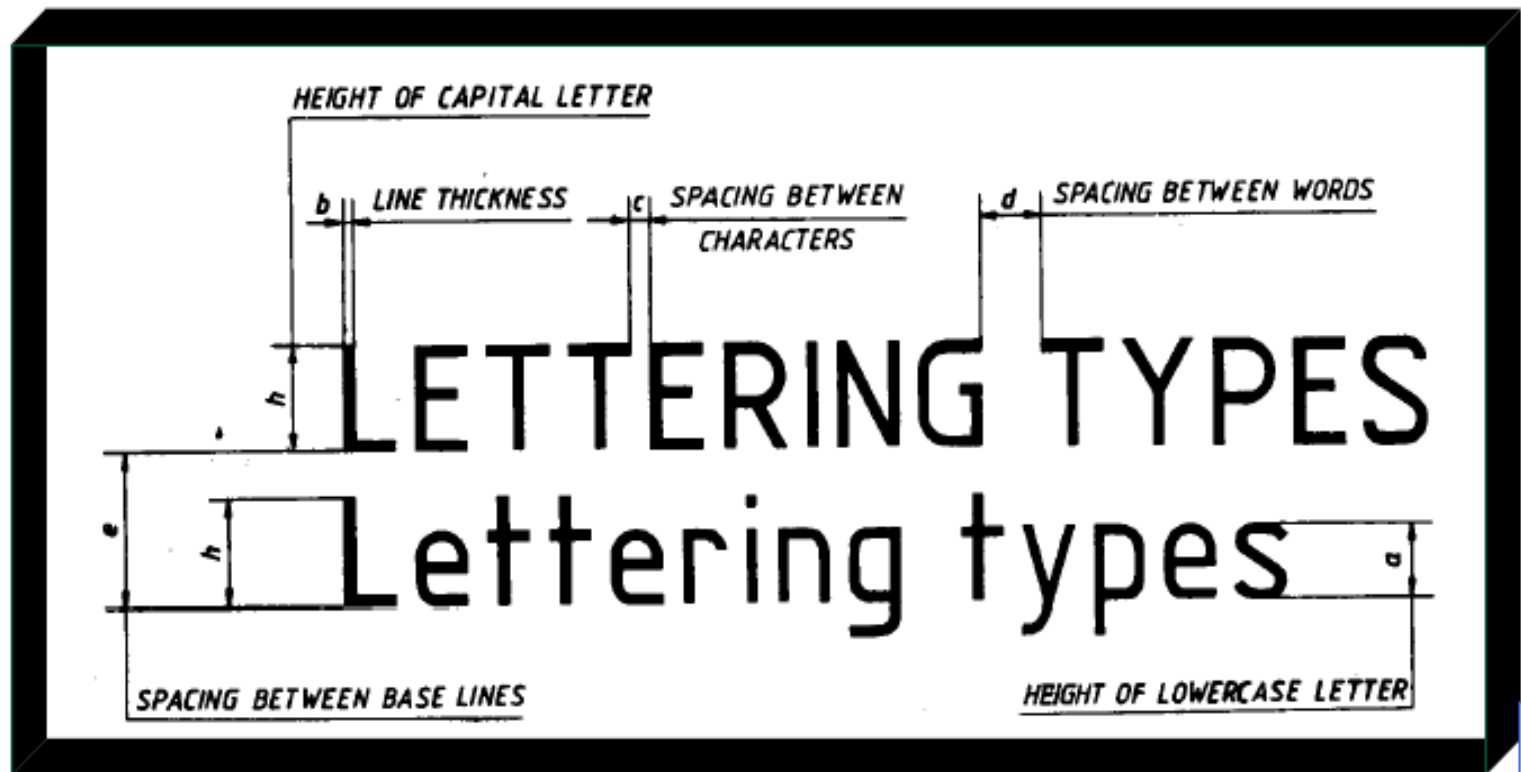 HEIGHT OF CAPITAL LETTER
b LINE THICKNESS c SPACING BETWEEN d SPACING BETWEEN WORDS
CHARACTERS
h LETTERING TYPES
e h Lettering types a
SPACING BETWEEN BASE LINES HEIGHT OF LOWERCASE LETTER